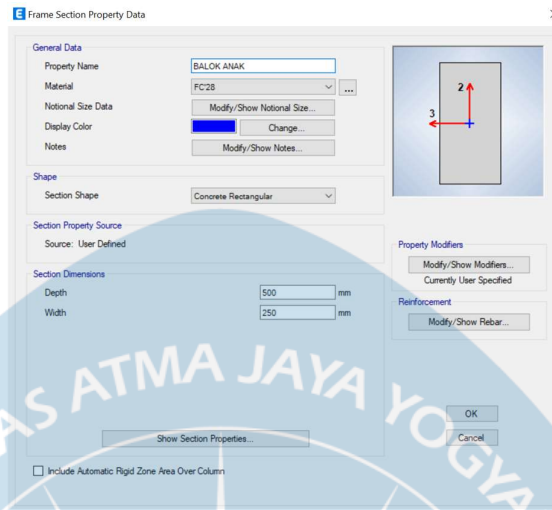 E Frame Section Property Data
General Data
Property Name BALOK ANAK
Material FC'28 ...
Notional Size Data Modify/Show Notional Size...
Display Color Change...
Notes Modify/Show Notes...
Shape
Section Shape Concrete Rectangular
Section Property Source
Source: User Defined
Section Dimensions
Depth 500 mm
Width 250 mm
Show Section Properties...
Include Automatic Rigid Zone Area Over Column
2
3
Property Modifiers
Modify/Show Modifiers...
Currently User Specified
Reinforcement
Modify/Show Rebar...
OK
Cancel
AS ATMA JAYA YOGYA